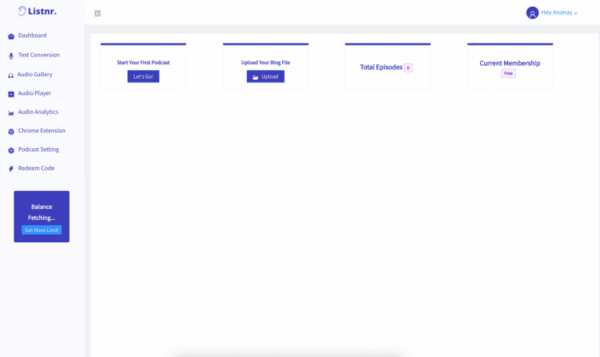 Listnr.
Hey Ananay
Dashboard
Text Conversion
Audio Gallery
Audio Player
Audio Analytics
Chrome Extension
Podcast Setting
Redeem Code
Balance
Fetching...
Get More Limit
Start Your First Podcast
Let's Go!
Upload Your Blog File
Upload
Total Episodes 0
Current Membership
Free